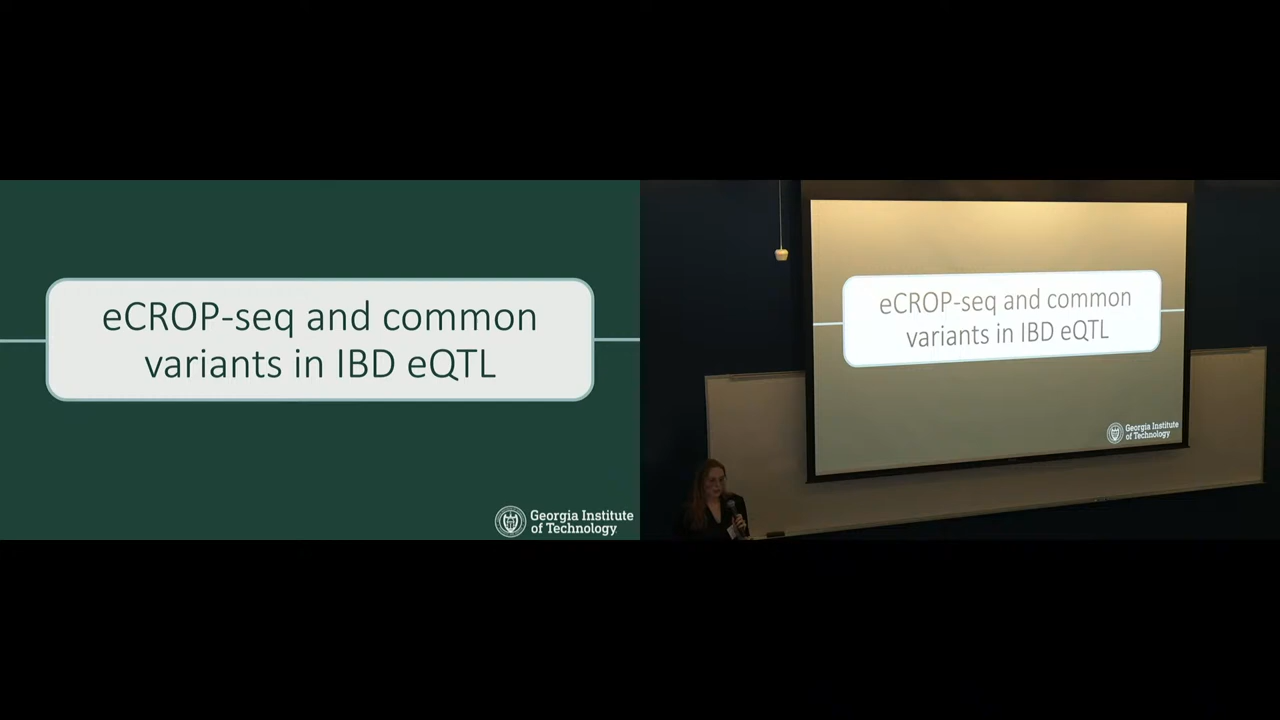 eCROP-seq and common
variants in IBD eQTL
Georgia Institute
of Technology
eCROP-seq and common
variants in IBD eQTL
Georgia Institute
of Technology